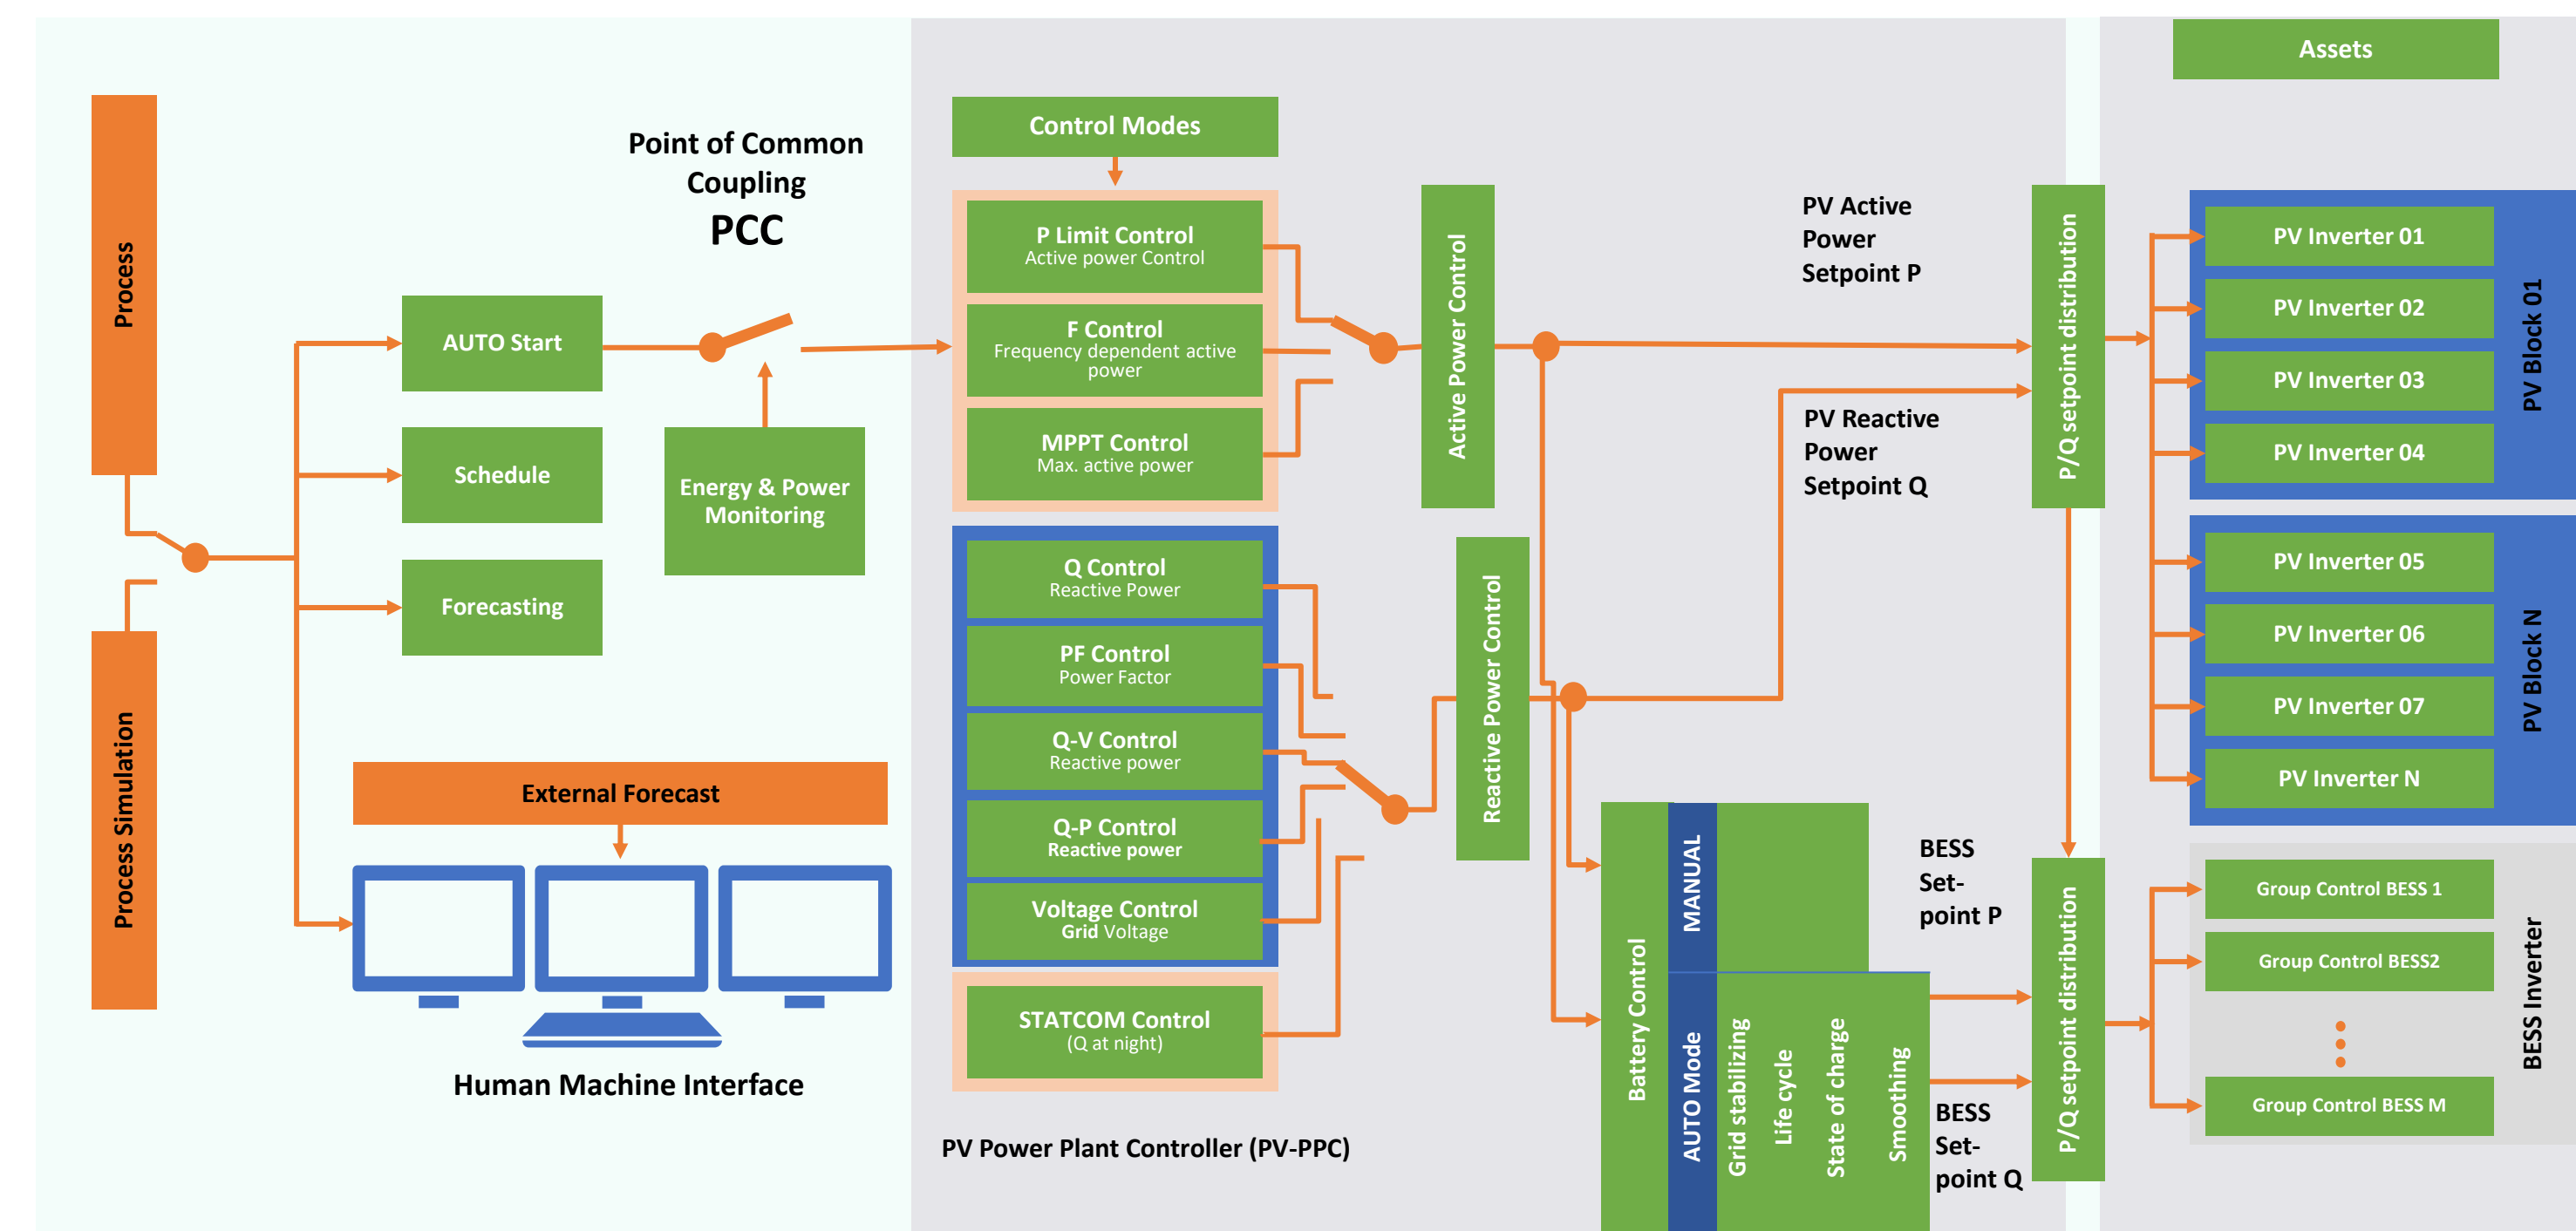 Assets
Process
Point of Common
Coupling
PCC
Control Modes
P Limit Control
Active power Control
F Control
Frequency dependent active
power
MPPT Control
Max. active power
AUTO Start
Schedule
Forecasting
Energy & Power
Monitoring
Process Simulation
External Forecast
Human Machine Interface
Q Control
Reactive Power
PF Control
Power Factor
Q-V Control
Reactive power
Q-P Control
Reactive power
Voltage Control
Grid Voltage
STATCOM Control
(Q at night)
PV Power Plant Controller (PV-PPC)
Active Power Control
Reactive Power Control
PV Active
Power
Setpoint P
PV Reactive
Power
Setpoint Q
P/Q setpoint distribution
Battery Control
MANUAL
AUTO Mode
Grid stabilizing
Life cycle
State of charge
Smoothing
BESS
Set-
point P
BESS
Set-
point Q
P/Q setpoint distribution
PV Inverter 01
PV Inverter 02
PV Inverter 03
PV Inverter 04
PV Block 01
PV Inverter 05
PV Inverter 06
PV Inverter 07
PV Inverter N
PV Block N
Group Control BESS 1
Group Control BESS2
Group Control BESS M
BESS Inverter